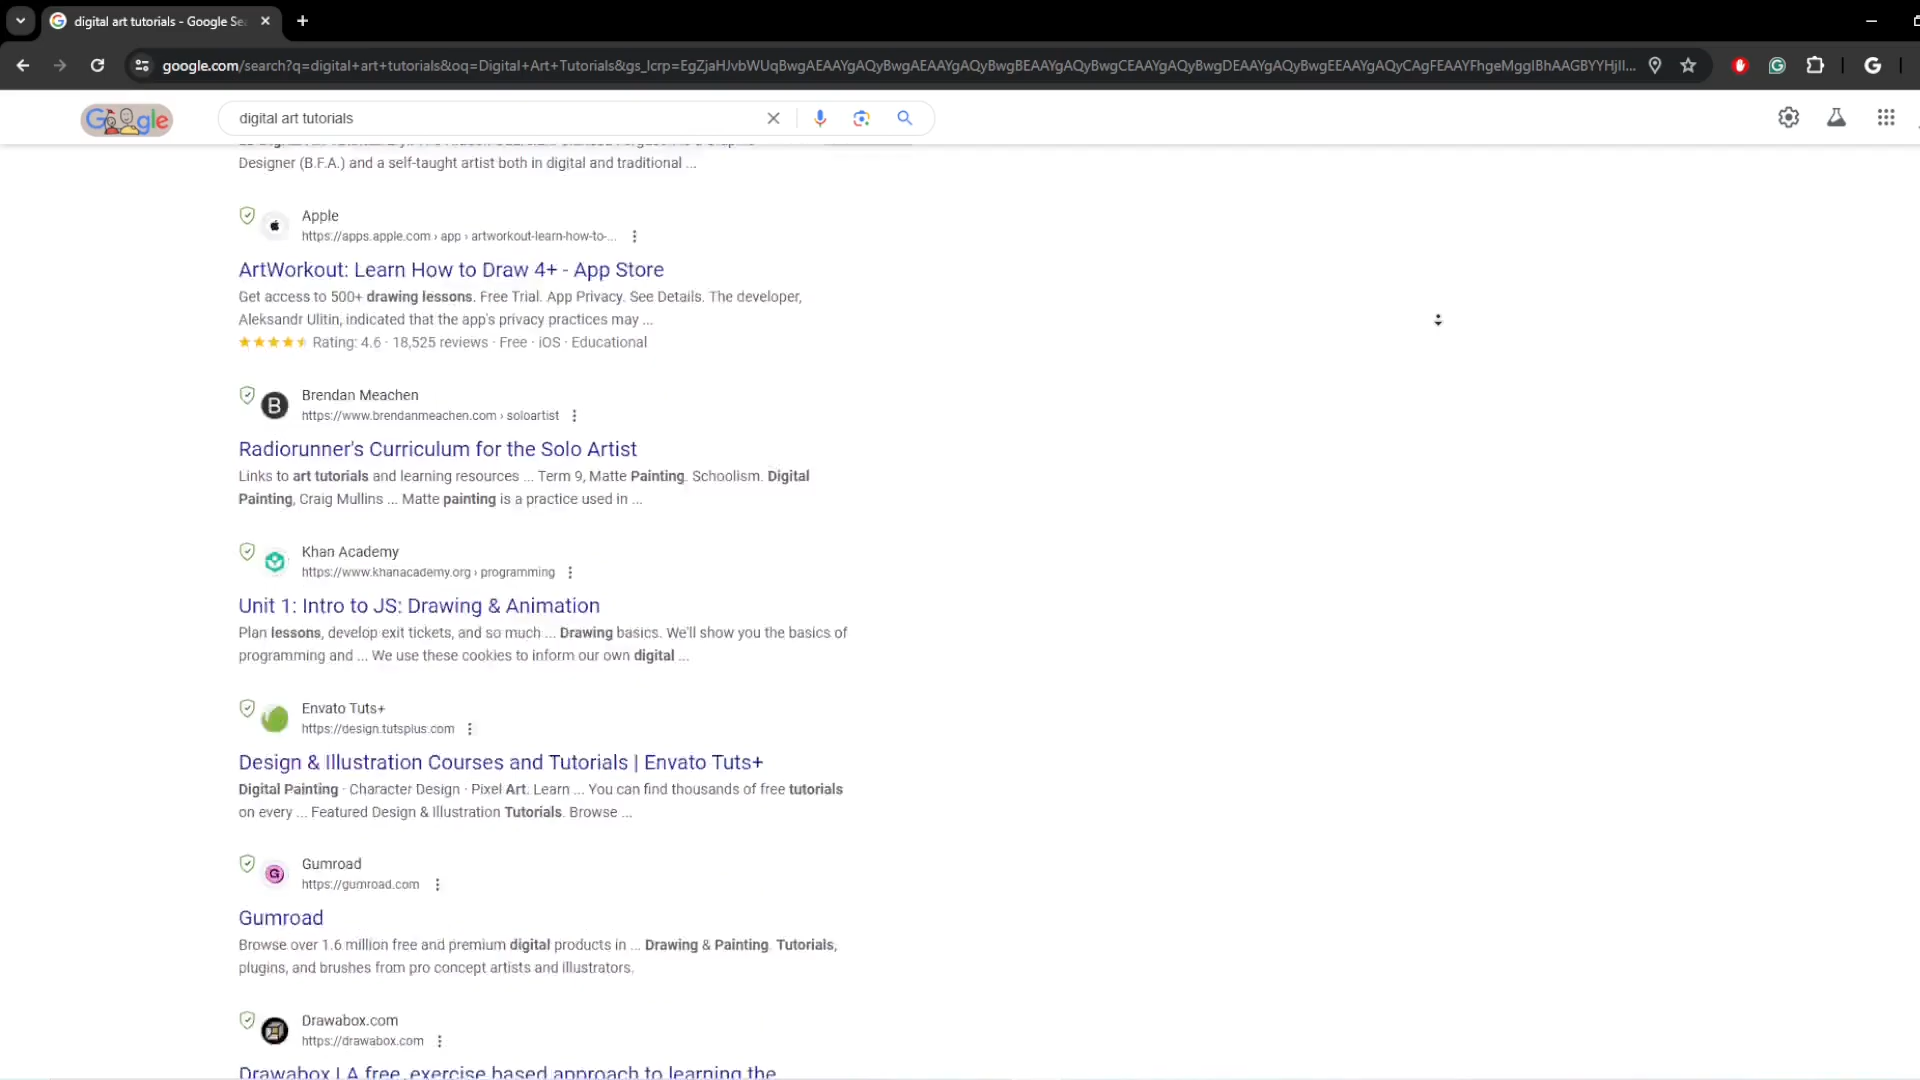 digital art tutorials - Google Se
google.com/search?q=digital+art+tutorials&oq=Digital+Art+Tutorials&gs_lcrp=EgZjaHJvbWUqBwgAEAAYgAQyBwgAEAAYgAQyBwgBEAAYgAQyBwgCEAAYgAQyBwgDEAAYgAQyBwgEEAAYgAQyCAgFEAAYFhgeMggIBhAAGBYYHjII...
Google
digital art tutorials
Designer (B.F.A.) and a self-taught artist both in digital and traditional ...
Apple
https://apps.apple.com › app › artworkout-learn-how-to-...
ArtWorkout: Learn How to Draw 4+ - App Store
Get access to 500+ drawing lessons. Free Trial. App Privacy. See Details. The developer,
Aleksandr Ulitin, indicated that the app's privacy practices may ...
Rating: 4.6 · 18,525 reviews · Free · iOS · Educational
Brendan Meachen
https://www.brendanmeachen.com › soloartist
Radiorunner's Curriculum for the Solo Artist
Links to art tutorials and learning resources ... Term 9, Matte Painting. Schoolism. Digital
Painting, Craig Mullins ... Matte painting is a practice used in ...
Khan Academy
https://www.khanacademy.org › programming
Unit 1: Intro to JS: Drawing & Animation
Plan lessons, develop exit tickets, and so much ... Drawing basics. We'll show you the basics of
programming and ... We use these cookies to inform our own digital ...
Envato Tuts+
https://design.tutsplus.com
Design & Illustration Courses and Tutorials | Envato Tuts+
Digital Painting · Character Design · Pixel Art. Learn ... You can find thousands of free tutorials
on every ... Featured Design & Illustration Tutorials. Browse ...
Gumroad
https://gumroad.com
Gumroad
Browse over 1.6 million free and premium digital products in ... Drawing & Painting. Tutorials,
plugins, and brushes from pro concept artists and illustrators.
Drawabox.com
https://drawabox.com
Drawabox | A free, exercise based approach to learning the